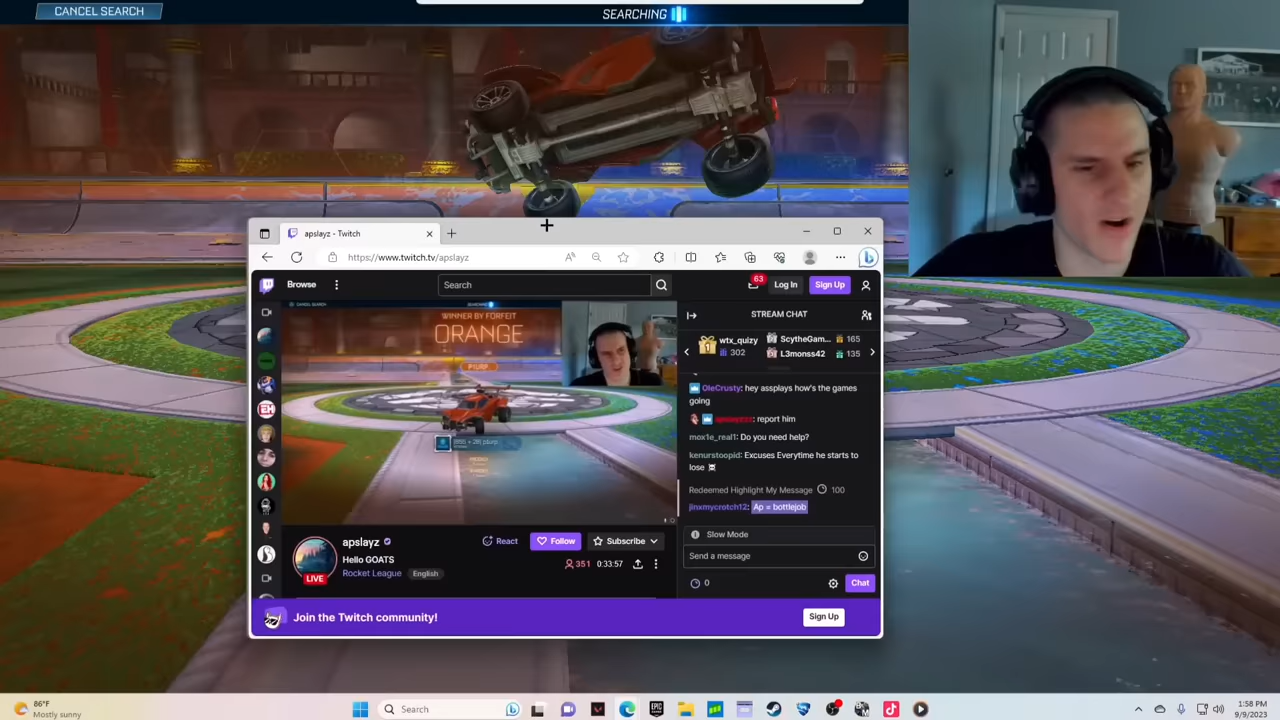 CANCEL SEARCH
SEARCHING
apslayz - Twitch
https://www.twitch.tv/apslayz
Browse
Search
63
Log In
Sign Up
WINNER BY FORFEIT
ORANGE
STREAM CHAT
1
wtx_quizy
302
ScytheGam... 165
L3monss42 135
OleCrusty: hey assplays how's the games
going
: report him
mox1e_real1: Do you need help?
kenurstoopid: Excuses Everytime he starts to
lose
Redeemed Highlight My Message 100
jinxmycrotch12: Ap = bottlejob
Slow Mode
Send a message
0
Chat
LIVE
apslayz
Hello GOATS
Rocket League
English
React
Follow
Subscribe
351
0:33:57
Join the Twitch community!
Sign Up
86°F
Mostly sunny
Search
1:58 PM
9/9/2023